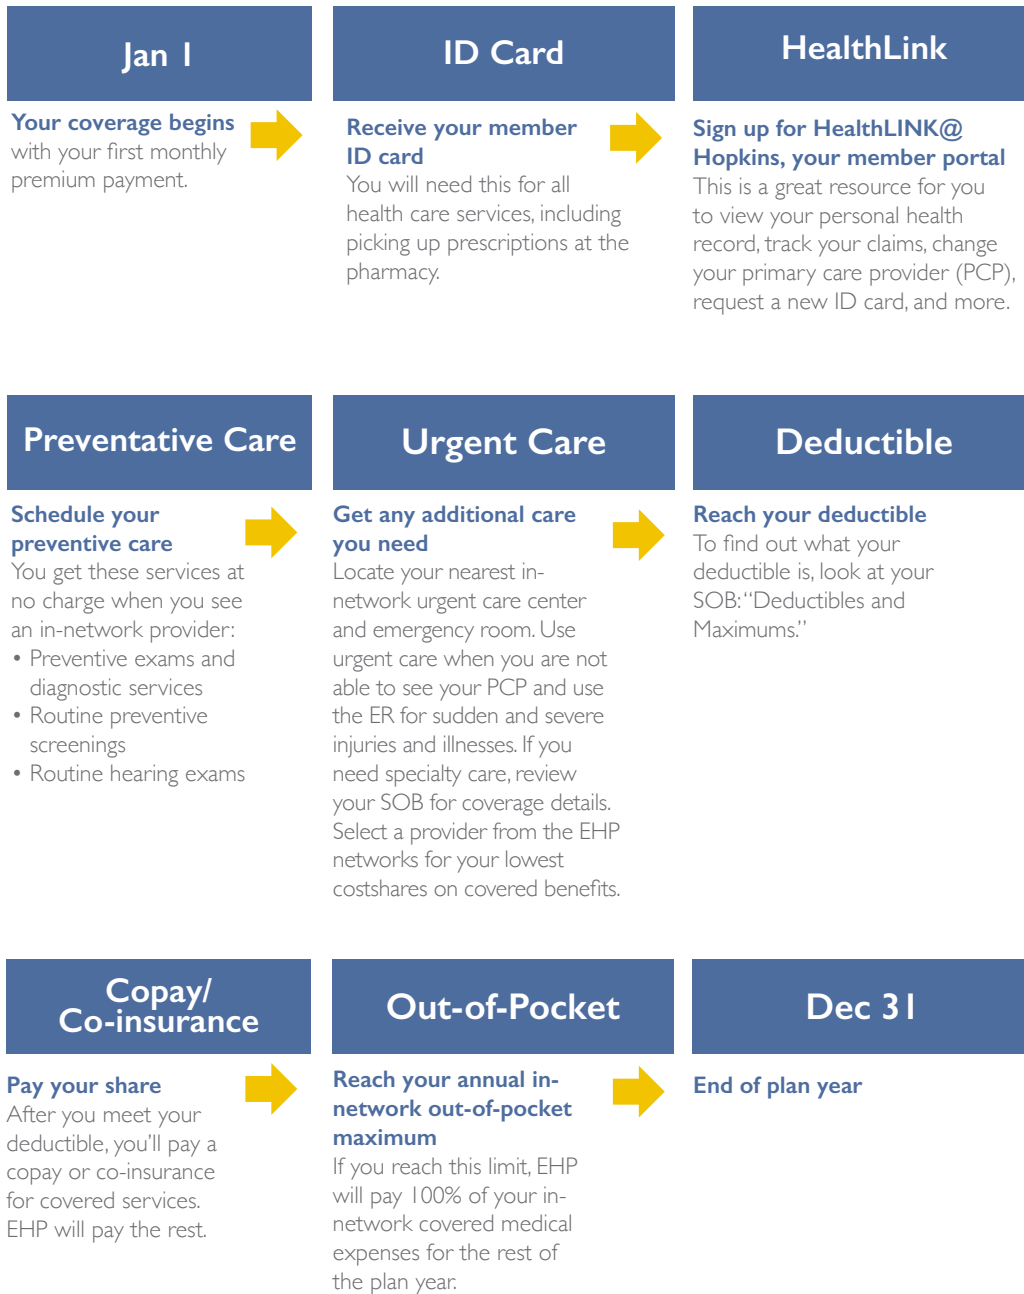 Jan 1
Your coverage begins
with your first monthly
premium payment.
ID Card
Receive your member
ID card
You will need this for all
health care services, including
picking up prescriptions at the
pharmacy.
HealthLink
Sign up for HealthLINK@
Hopkins, your member portal
This is a great resource for you
to view your personal health
record, track your claims, change
your primary care provider (PCP),
request a new ID card, and more.
Preventative Care
Schedule your
preventive care
You get these services at
no charge when you see
an in-network provider:
• Preventive exams and
diagnostic services
• Routine preventive
screenings
• Routine hearing exams
Urgent Care
Get any additional care
you need
Locate your nearest in-
network urgent care center
and emergency room. Use
urgent care when you are not
able to see your PCP and use
the ER for sudden and severe
injuries and illnesses. If you
need specialty care, review
your SOB for coverage details.
Select a provider from the EHP
networks for your lowest
costshares on covered benefits.
Deductible
Reach your deductible
To find out what your
deductible is, look at your
SOB: “Deductibles and
Maximums.”
Copay/
Co-insurance
Pay your share
After you meet your
deductible, you’ll pay a
copay or co-insurance
for covered services.
EHP will pay the rest.
Out-of-Pocket
Reach your annual in-
network out-of-pocket
maximum
If you reach this limit, EHP
will pay 100% of your in-
network covered medical
expenses for the rest of
the plan year.
Dec 31
End of plan year